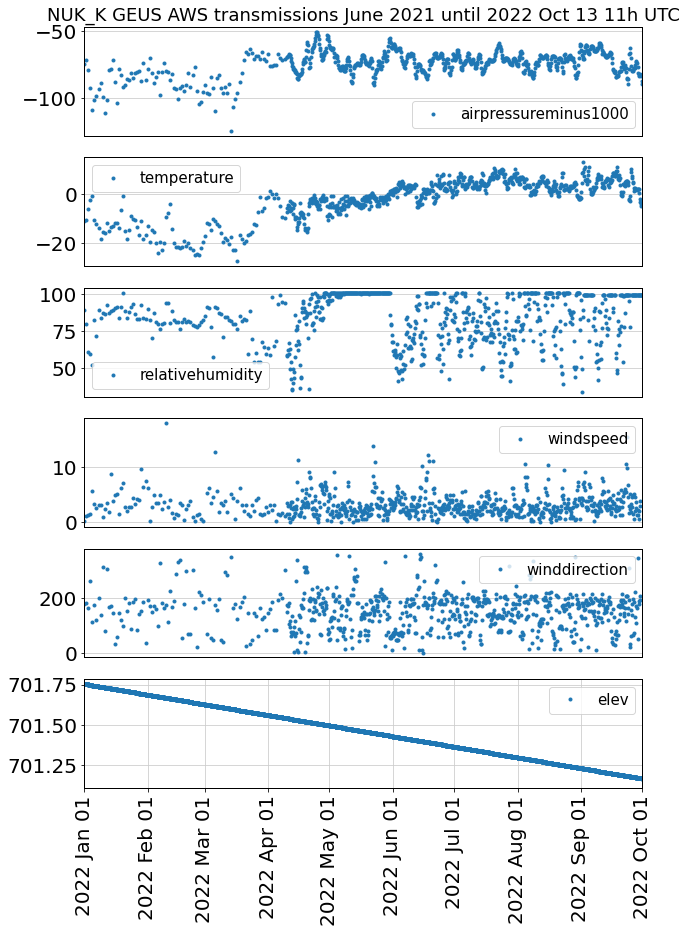 NUK_K GEUS AWS transmissions June 2021 until 2022 Oct 13 11h UTC
−50
−100
airpressureminus1000
0
−20
temperature
100
75
50
relativehumidity
10
0
windspeed
200
0
winddirection
701.75
701.50
701.25
elev
2022 Jan 01
2022 Feb 01
2022 Mar 01
2022 Apr 01
2022 May 01
2022 Jun 01
2022 Jul 01
2022 Aug 01
2022 Sep 01
2022 Oct 01